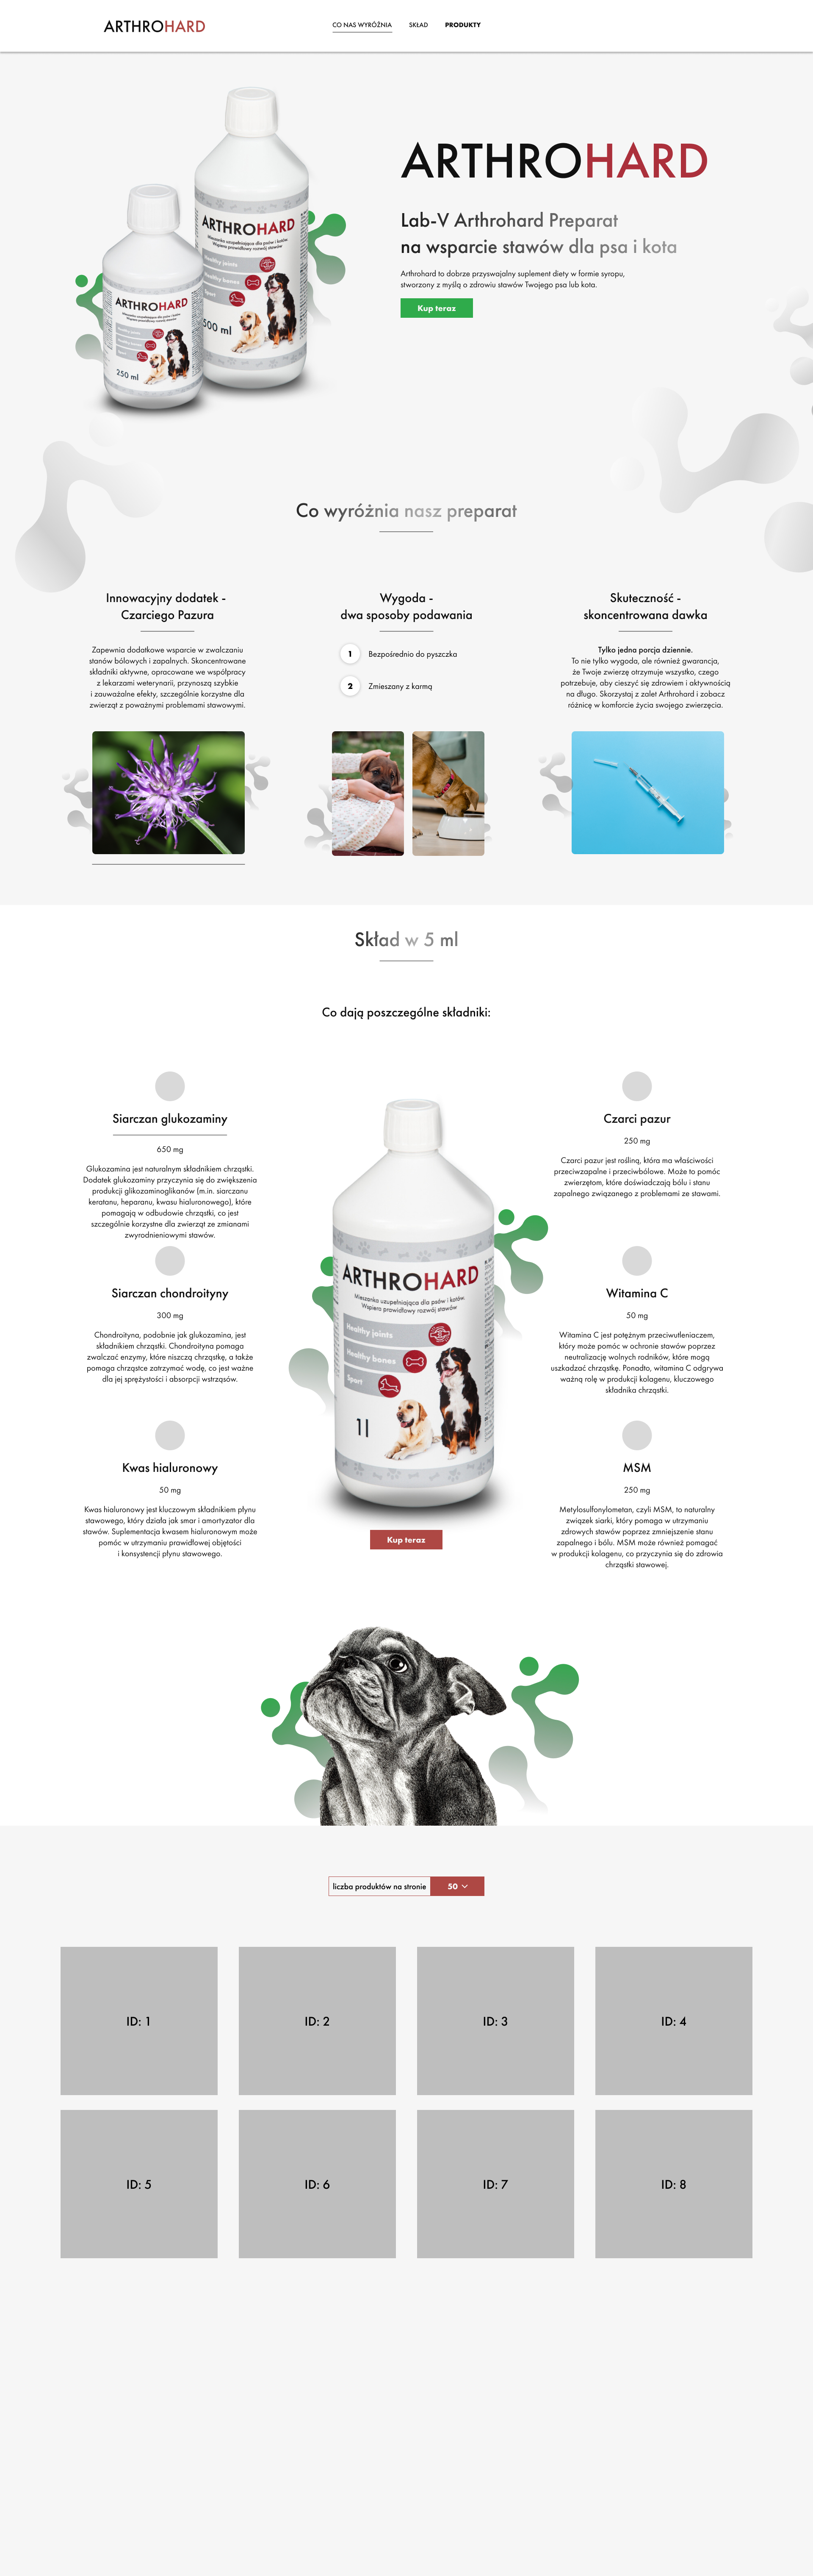 ARTHROHARD
CO NAS WYRÓŻNIA
SKŁAD
PRODUKTY
ARTHROHARD
Mieszanka uzupełniająca dla psów i kotów.
Wspiera prawidłowy rozwój stawów
Healthy joints
Healthy bones
Sport
500 ml
ARTHROHARD
250 ml
ARTHROHARD
Lab-V Arthrohard Preparat
na wsparcie stawów dla psa i kota
Arthrohard to dobrze przyswajalny suplement diety w formie syropu,
stworzony z myślą o zdrowiu stawów Twojego psa lub kota.
Kup teraz
Co wyróżnia nasz preparat
Innowacyjny dodatek -
Czarciego Pazura
Zapewnia dodatkowe wsparcie w zwalczaniu
stanów bólowych i zapalnych. Skoncentrowane
składniki aktywne, opracowane we współpracy
z lekarzami weterynarii, przynoszą szybkie
i zauważalne efekty, szczególnie korzystne dla
zwierząt z poważnymi problemami stawowymi.
Wygoda -
dwa sposoby podawania
1 Bezpośrednio do pyszczka
2 Zmieszany z karmą
Skuteczność -
skoncentrowana dawka
Tylko jedna porcja dziennie.
To nie tylko wygoda, ale również gwarancja,
że Twoje zwierzę otrzymuje wszystko, czego
potrzebuje, aby cieszyć się zdrowiem i aktywnością
na długo. Skorzystaj z zalet Arthrohard i zobacz
różnicę w komforcie życia swojego zwierzęcia.
Skład w 5 ml
Co dają poszczególne składniki:
Siarczan glukozaminy
650 mg
Glukozamina jest naturalnym składnikiem chrząstki.
Dodatek glukozaminy przyczynia się do zwiększenia
produkcji glikozaminoglikanów (m.in. siarczanu
keratanu, heparanu, kwasu hialuronowego), które
pomagają w odbudowie chrząstki, co jest
szczególnie korzystne dla zwierząt ze zmianami
zwyrodnieniowymi stawów.
Siarczan chondroityny
300 mg
Chondroityna, podobnie jak glukozamina, jest
składnikiem chrząstki. Chondroityna pomaga
zwalczać enzymy, które niszczą chrząstkę, a także
pomaga chrząstce zatrzymać wodę, co jest ważne
dla jej sprężystości i absorpcji wstrząsów.
Kwas hialuronowy
50 mg
Kwas hialuronowy jest kluczowym składnikiem płynu
stawowego, który działa jak smar i amortyzator dla
stawów. Suplementacja kwasem hialuronowym może
pomóc w utrzymaniu prawidłowej objętości
i konsystencji płynu stawowego.
ARTHROHARD
Mieszanka uzupełniająca dla psów i kotów.
Wspiera prawidłowy rozwój stawów
Healthy joints
Healthy bones
Sport
1l
Kup teraz
Czarci pazur
250 mg
Czarci pazur jest rośliną, która ma właściwości
przeciwzapalne i przeciwbólowe. Może to pomóc
zwierzętom, które doświadczają bólu i stanu
zapalnego związanego z problemami ze stawami.
Witamina C
50 mg
Witamina C jest potężnym przeciwutleniaczem,
który może pomóc w ochronie stawów poprzez
neutralizację wolnych rodników, które mogą
uszkadzać chrząstkę. Ponadto, witamina C odgrywa
ważną rolę w produkcji kolagenu, kluczowego
składnika chrząstki.
MSM
250 mg
Metylosulfonylometan, czyli MSM, to naturalny
związek siarki, który pomaga w utrzymaniu
zdrowych stawów poprzez zmniejszenie stanu
zapalnego i bólu. MSM może również pomagać
w produkcji kolagenu, co przyczynia się do zdrowia
chrząstki stawowej.
liczba produktów na stronie
50
ID: 1
ID: 2
ID: 3
ID: 4
ID: 5
ID: 6
ID: 7
ID: 8